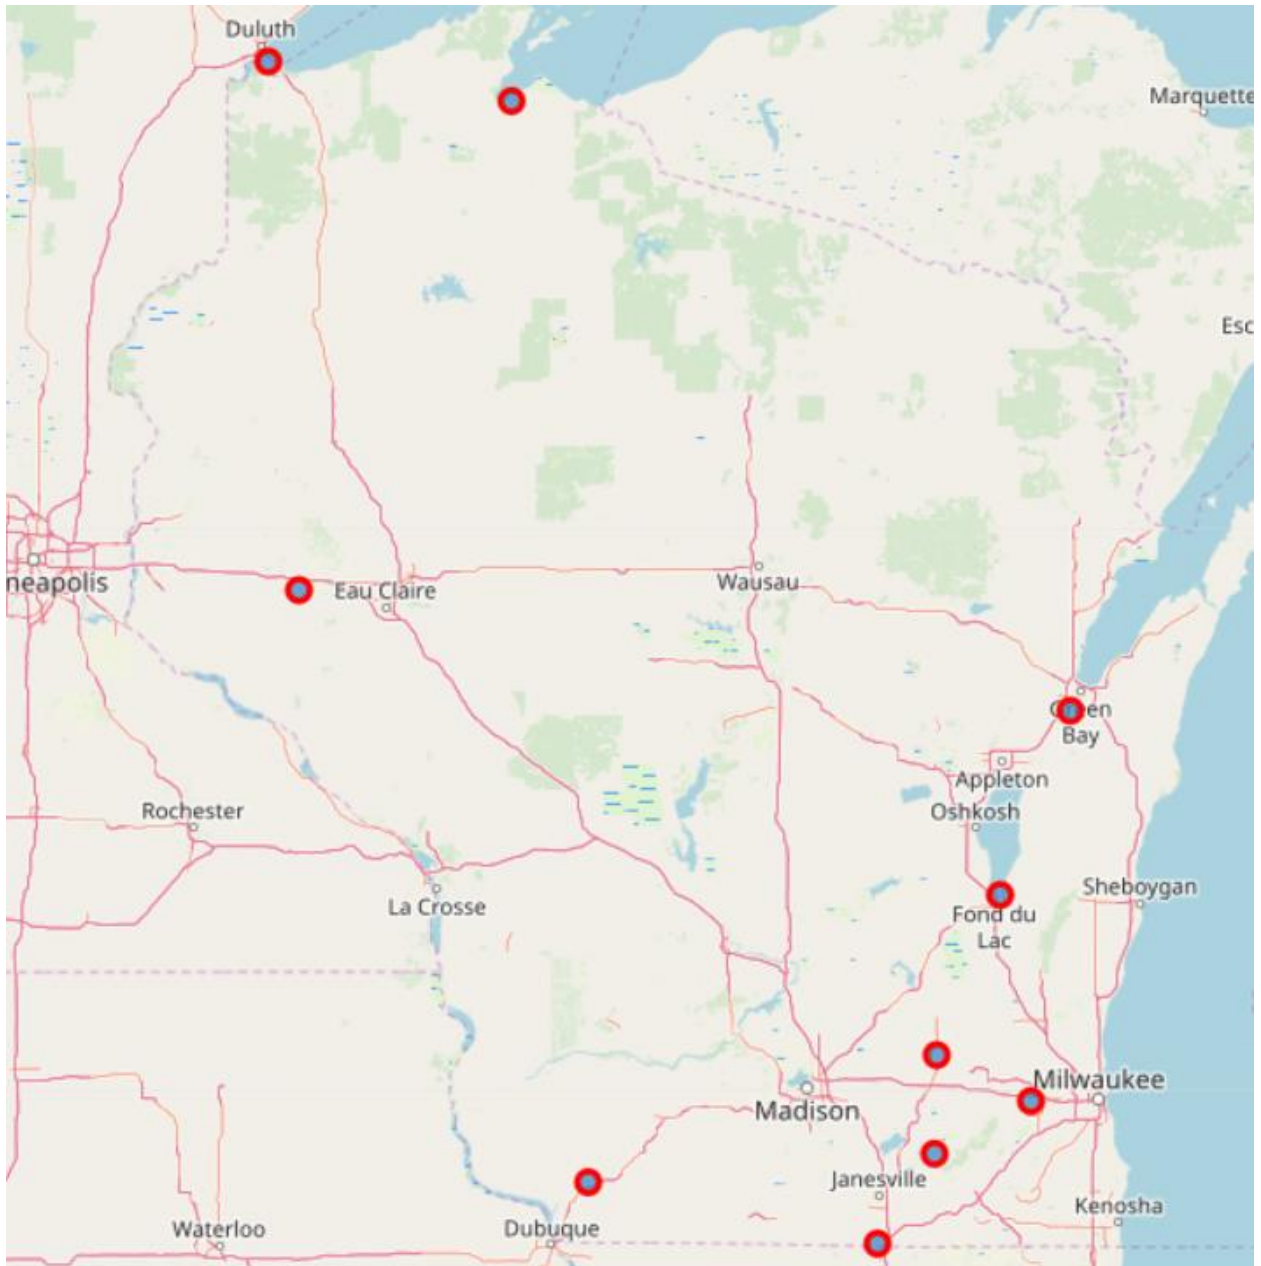 Duluth
Marquette
Esc
neapolis
Eau Claire
Wausau
Green
Bay
Appleton
Oshkosh
Rochester
La Crosse
Sheboygan
Fond du
Lac
Milwaukee
Madison
Janesville
Kenosha
Waterloo
Dubuque